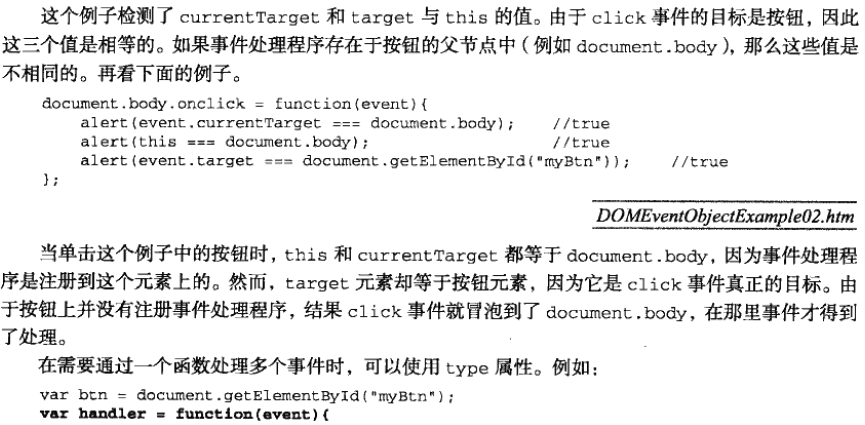 这个例子检测了 currentTarget 和 target 与 this 的值。由于 click 事件的目标是按钮，因此
这三个值是相等的。如果事件处理程序存在于按钮的父节点中（例如 document.body），那么这些值是
不相同的。再看下面的例子。
document.body.onclick = function(event){
    alert(event.currentTarget === document.body);    //true
    alert(this === document.body);                   //true
    alert(event.target === document.getElementById("myBtn"));    //true
};
DOMEventObjectExample02.htm
当单击这个例子中的按钮时，this 和 currentTarget 都等于 document.body，因为事件处理程
序是注册到这个元素上的。然而，target 元素却等于按钮元素，因为它是 click 事件真正的目标。由
于按钮上并没有注册事件处理程序，结果 click 事件就冒泡到了 document.body，在那里事件才得到
了处理。
在需要通过一个函数处理多个事件时，可以使用 type 属性。例如：
var btn = document.getElementById("myBtn");
var handler = function(event){